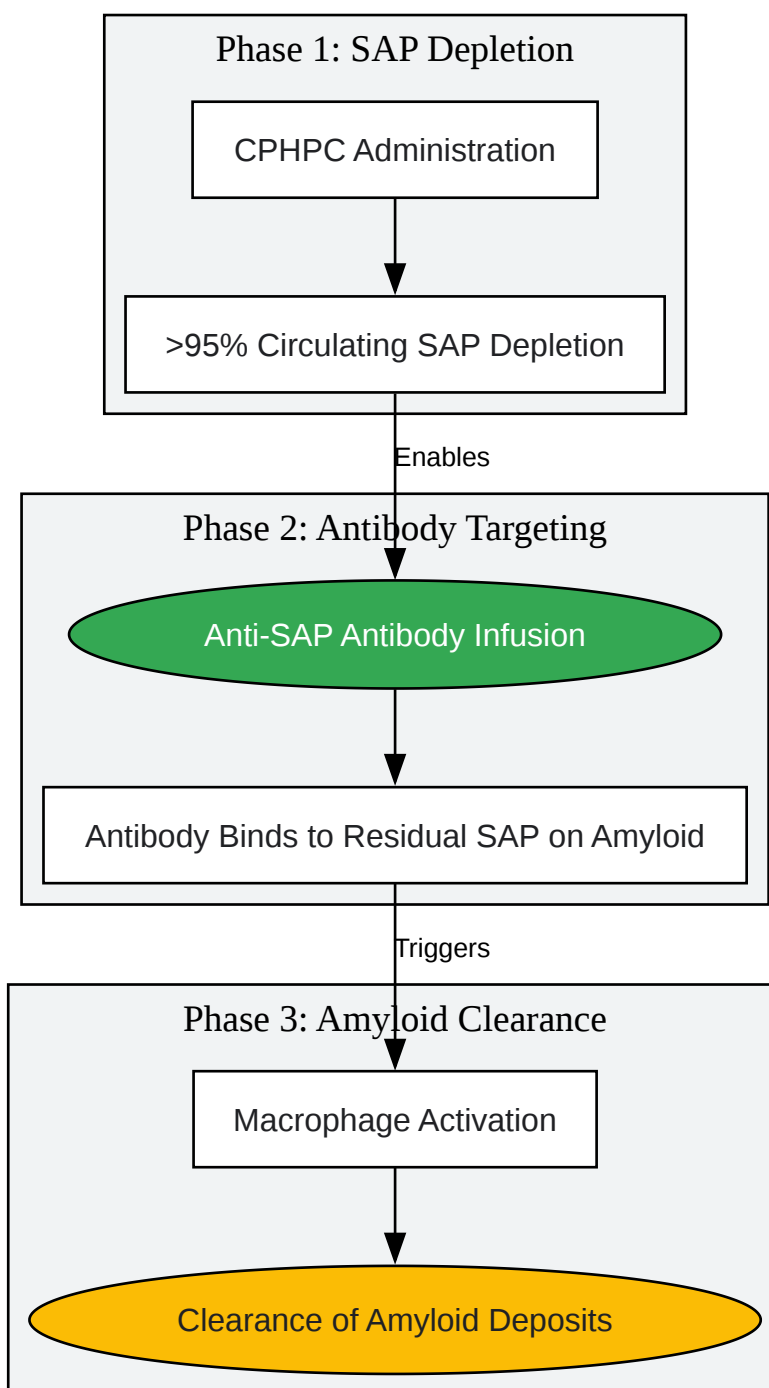 Phase 1: SAP Depletion
CPHPC Administration
>95% Circulating SAP Depletion
Enables
Phase 2: Antibody Targeting
Anti-SAP Antibody Infusion
Antibody Binds to Residual SAP on Amyloid
Triggers
Phase 3: Amyloid Clearance
Macrophage Activation
Clearance of Amyloid Deposits